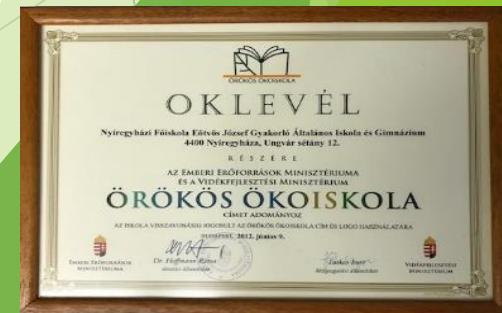 ÖRÖKÖS ÖKOISKOLA
OKLEVÉL
Nyíregyházi Főiskola Eötvös József Gyakorló Általános Iskola és Gimnázium
4400 Nyíregyháza, Ungvár sétány 12.
RÉSZÉRE
AZ EMBERI ERŐFORRÁSOK MINISZTÉRIUMA
ÉS A VIDÉKFEJLESZTÉSI MINISZTÉRIUM
ÖRÖKÖS ÖKOISKOLA
CÍMET ADOMÁNYOZ
AZ ISKOLA VISSZAVONÁSIG JOGOSULT AZ ÖRÖKÖS ÖKOISKOLA CÍM ÉS LOGO HASZNÁLATÁRA
BUDAPEST, 2012. június 9.
Dr. Hoffmann Rózsa
EMBERI ERŐFORRÁSOK
MINISZTÉRIUMA
VIDÉKFEJLESZTÉSI
MINISZTÉRIUM